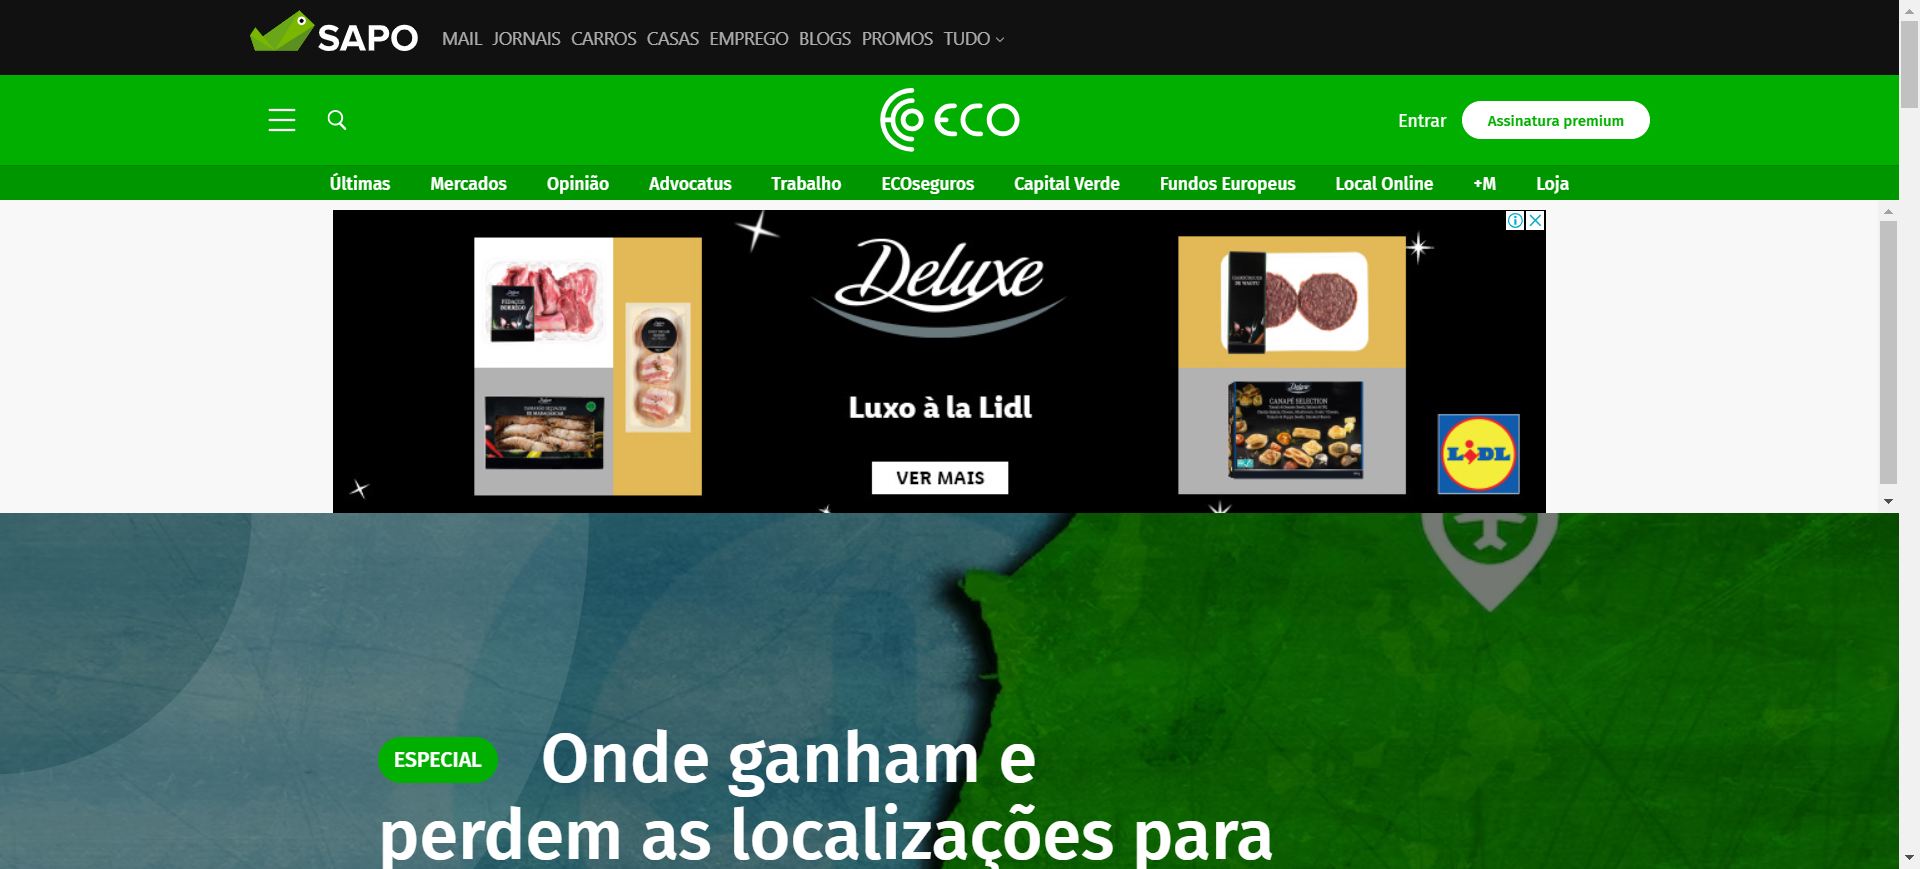 SAPO MAIL JORNAIS CARROS CASAS EMPREGO BLOGS PROMOS TUDO
ECO Entrar Assinatura premium
Últimas Mercados Opinião Advocatus Trabalho ECOseguros Capital Verde Fundos Europeus Local Online +M Loja
Deluxe
Luxo à la Lidl
VER MAIS
CANAPÉ SELECTION
LIDL
ESPECIAL Onde ganham e
perdem as localizações para